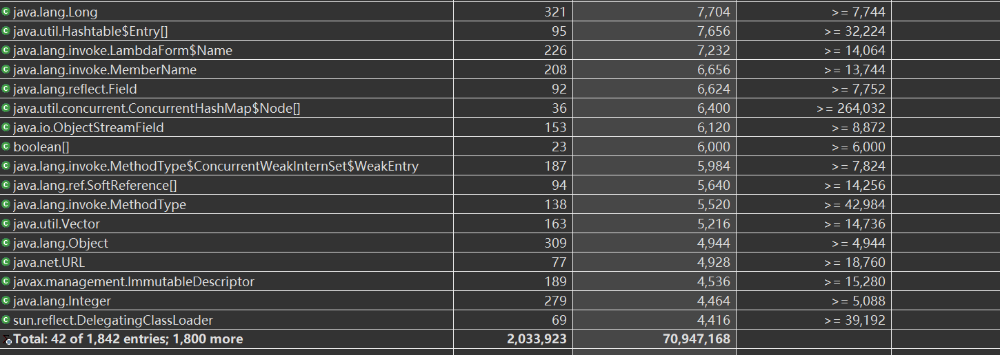 java.lang.Long 321 7,704 >= 7,744
java.util.Hashtable$Entry[] 95 7,656 >= 32,224
java.lang.invoke.LambdaForm$Name 226 7,232 >= 14,064
java.lang.invoke.MemberName 208 6,656 >= 13,744
java.lang.reflect.Field 92 6,624 >= 7,752
java.util.concurrent.ConcurrentHashMap$Node[] 36 6,400 >= 264,032
java.io.ObjectStreamField 153 6,120 >= 8,872
boolean[] 23 6,000 >= 6,000
java.lang.invoke.MethodType$ConcurrentWeakInternSet$WeakEntry 187 5,984 >= 7,824
java.lang.ref.SoftReference[] 94 5,640 >= 14,256
java.lang.invoke.MethodType 138 5,520 >= 42,984
java.util.Vector 163 5,216 >= 14,736
java.lang.Object 309 4,944 >= 4,944
java.net.URL 77 4,928 >= 18,760
javax.management.ImmutableDescriptor 189 4,536 >= 15,280
java.lang.Integer 279 4,464 >= 5,088
sun.reflect.DelegatingClassLoader 69 4,416 >= 39,192
Total: 42 of 1,842 entries; 1,800 more 2,033,923 70,947,168